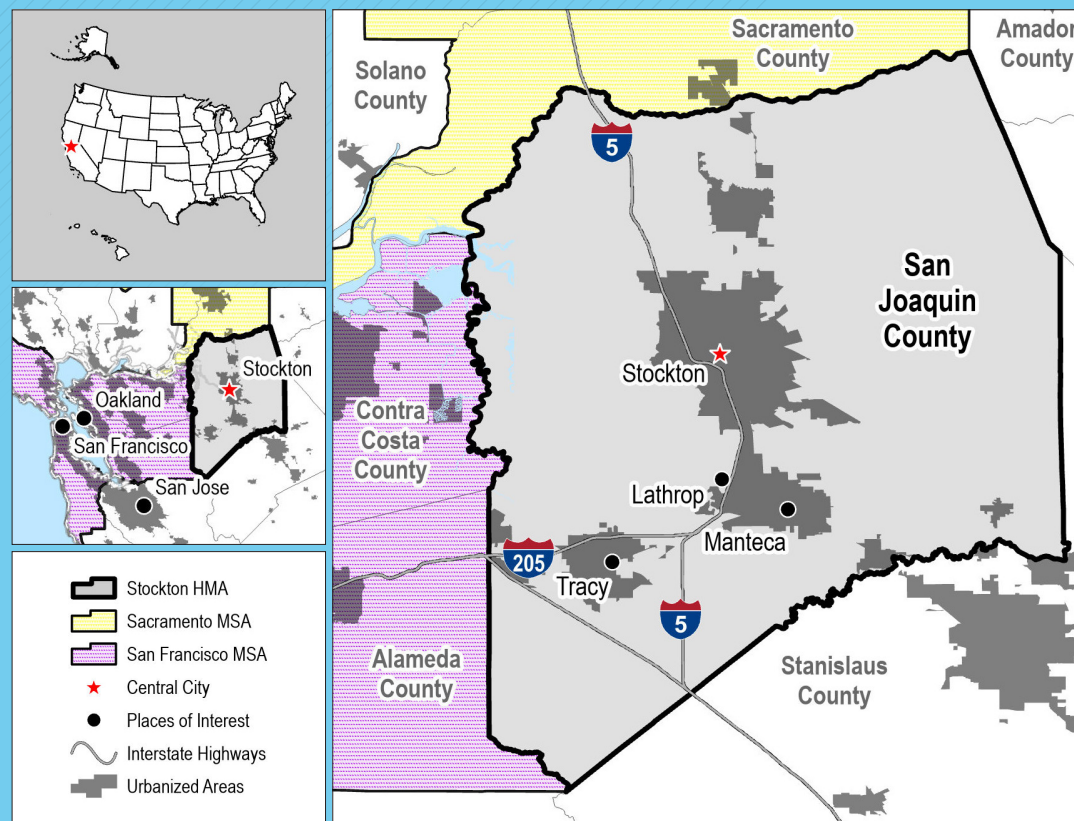 Stockton
Oakland
San Francisco
San Jose
Stockton HMA
Sacramento MSA
San Francisco MSA
Central City
Places of Interest
Interstate Highways
Urbanized Areas
Solano
County
Sacramento
County
Amador
County
5
San
Joaquin
County
Stockton
Contra
Costa
County
Lathrop
Manteca
205
Tracy
5
Alameda
County
Stanislaus
County